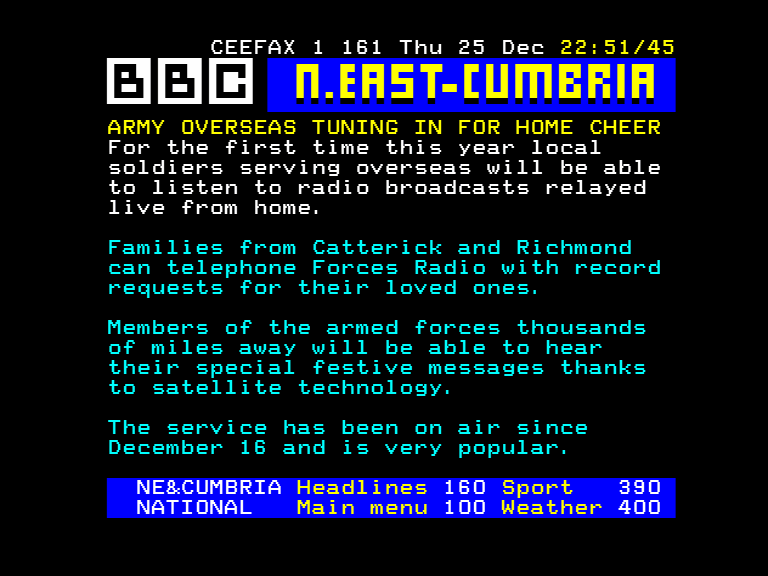 CEEFAX 1 161 Thu 25 Dec 22:51/45
BBC N.EAST-CUMBRIA
ARMY OVERSEAS TUNING IN FOR HOME CHEER
For the first time this year local
soldiers serving overseas will be able
to listen to radio broadcasts relayed
live from home.
Families from Catterick and Richmond
can telephone Forces Radio with record
requests for their loved ones.
Members of the armed forces thousands
of miles away will be able to hear
their special festive messages thanks
to satellite technology.
The service has been on air since
December 16 and is very popular.
NE&CUMBRIA Headlines 160 Sport 390
NATIONAL Main menu 100 Weather 400